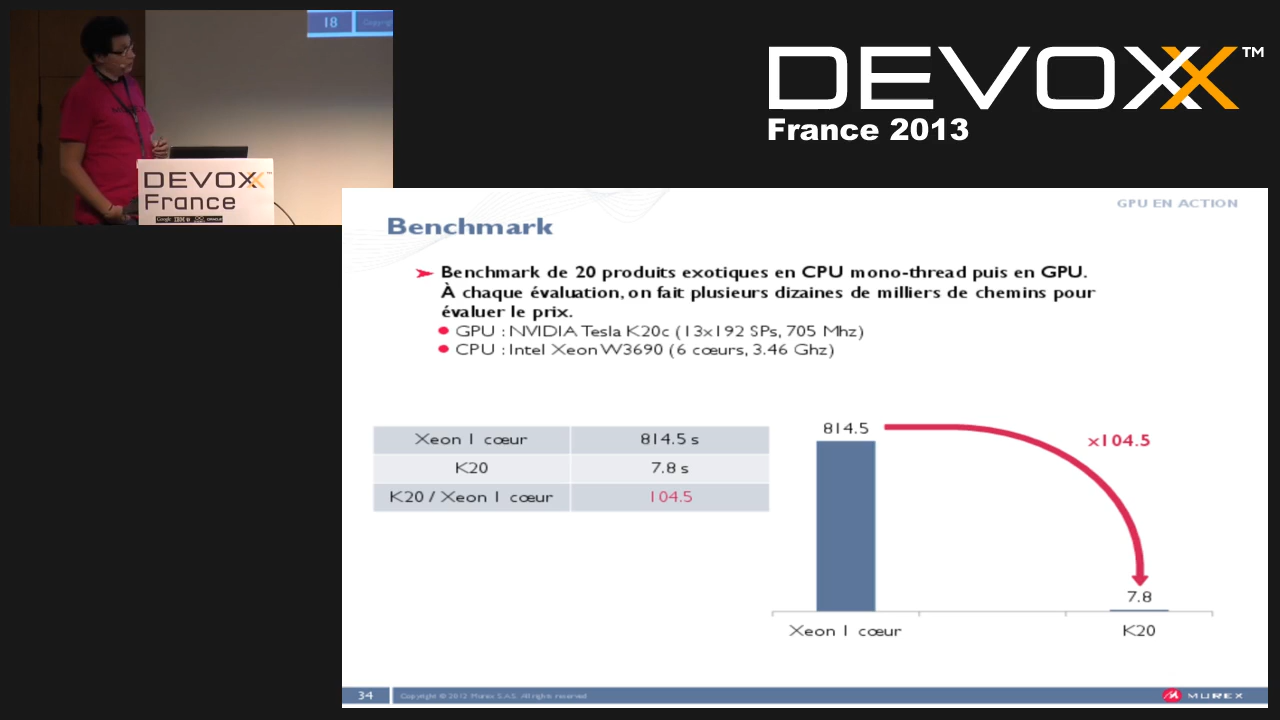 18
DEVOXX™
France 2013
DEVOXX™
France
GPU EN ACTION
Benchmark
Benchmark de 20 produits exotiques en CPU mono-thread puis en GPU.
À chaque évaluation, on fait plusieurs dizaines de milliers de chemins pour
évaluer le prix.
GPU : NVIDIA Tesla K20c (13x192 SPs, 705 Mhz)
CPU : Intel Xeon W3690 (6 cœurs, 3.46 Ghz)
Xeon 1 cœur 814.5 s
K20 7.8 s
K20 / Xeon 1 cœur 104.5
814.5
x104.5
7.8
Xeon 1 cœur K20
34
Copyright © 2012 Murex S.A.S. All rights reserved
MUREX